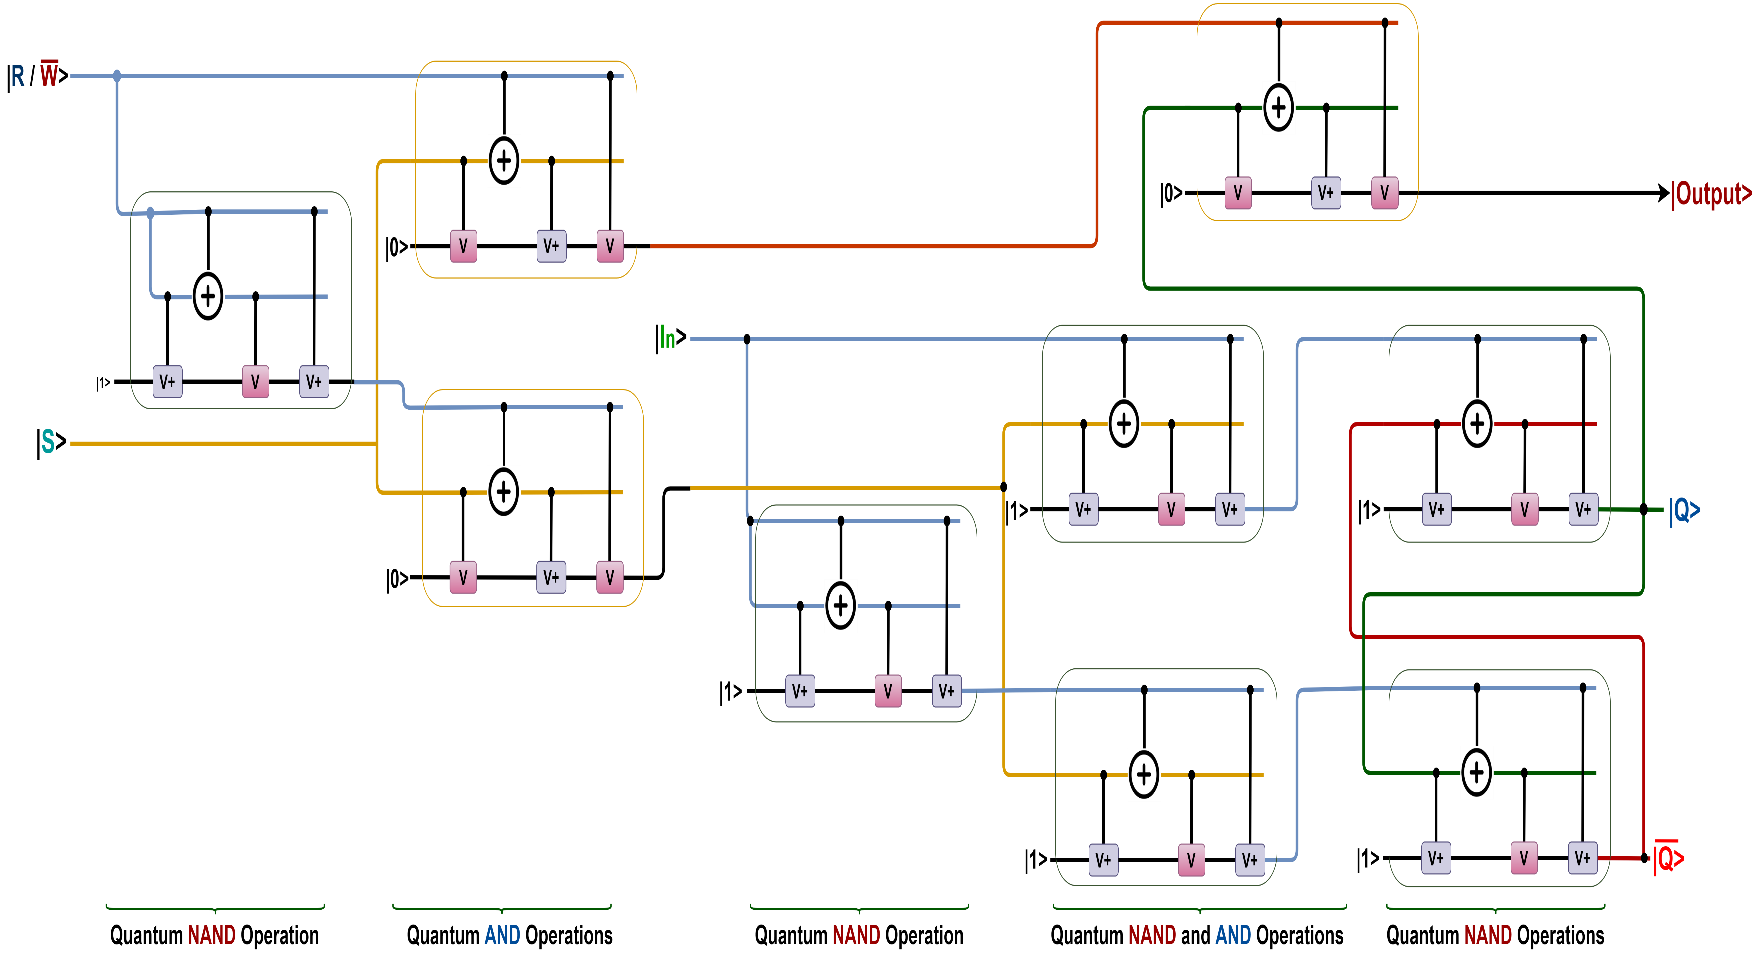 |R / W̅>
|0>
|Output>
V
V+
V
|0>
V
V+
V
|1>
V+
V
V+
|S>
|In>
|0>
V
V+
V
|1>
V+
V
V+
|1>
V+
V
V+
|Q>
|1>
V+
V
V+
|1>
V+
V
V+
|1>
V+
V
V+
|Q̅>
Quantum NAND Operation
Quantum AND Operations
Quantum NAND Operation
Quantum NAND and AND Operations
Quantum NAND Operations